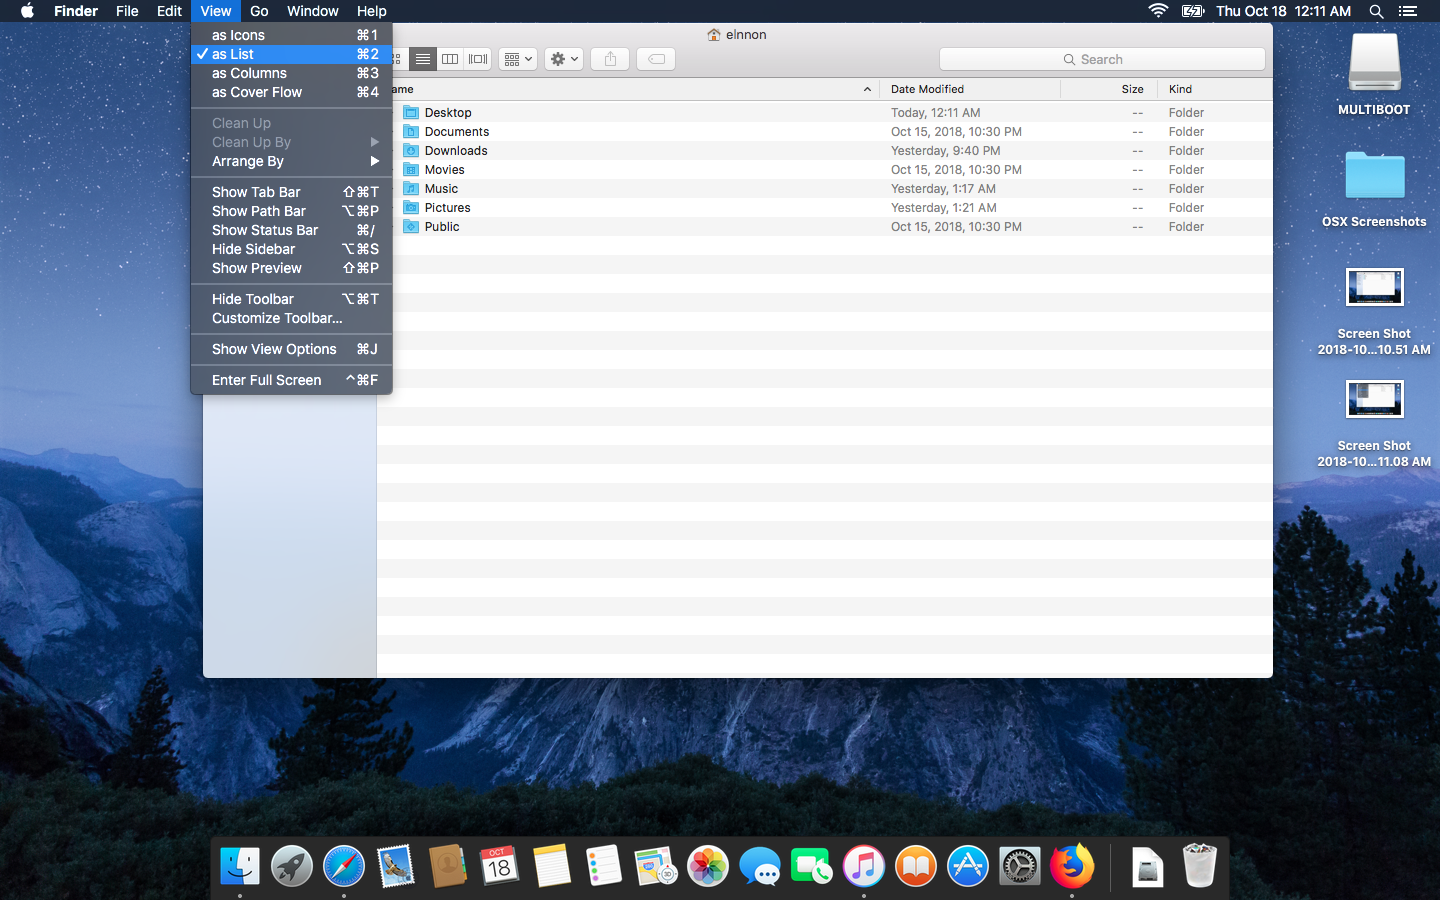 Finder File Edit View Go Window Help
Thu Oct 18 12:11 AM
as Icons ⌘1
✓ as List ⌘2
as Columns ⌘3
as Cover Flow ⌘4
Clean Up
Clean Up By
Arrange By
Show Tab Bar ⇧⌘T
Show Path Bar ⌥⌘P
Show Status Bar ⌘/
Hide Sidebar ⌥⌘S
Show Preview ⇧⌘P
Hide Toolbar ⌥⌘T
Customize Toolbar...
Show View Options ⌘J
Enter Full Screen ^⌘F
elnnon
Search
ame Date Modified Size Kind
Desktop Today, 12:11 AM -- Folder
Documents Oct 15, 2018, 10:30 PM -- Folder
Downloads Yesterday, 9:40 PM -- Folder
Movies Oct 15, 2018, 10:30 PM -- Folder
Music Yesterday, 1:17 AM -- Folder
Pictures Yesterday, 1:21 AM -- Folder
Public Oct 15, 2018, 10:30 PM -- Folder
MULTIBOOT
OSX Screenshots
Screen Shot
2018-10...10.51 AM
Screen Shot
2018-10...11.08 AM
OCT
18